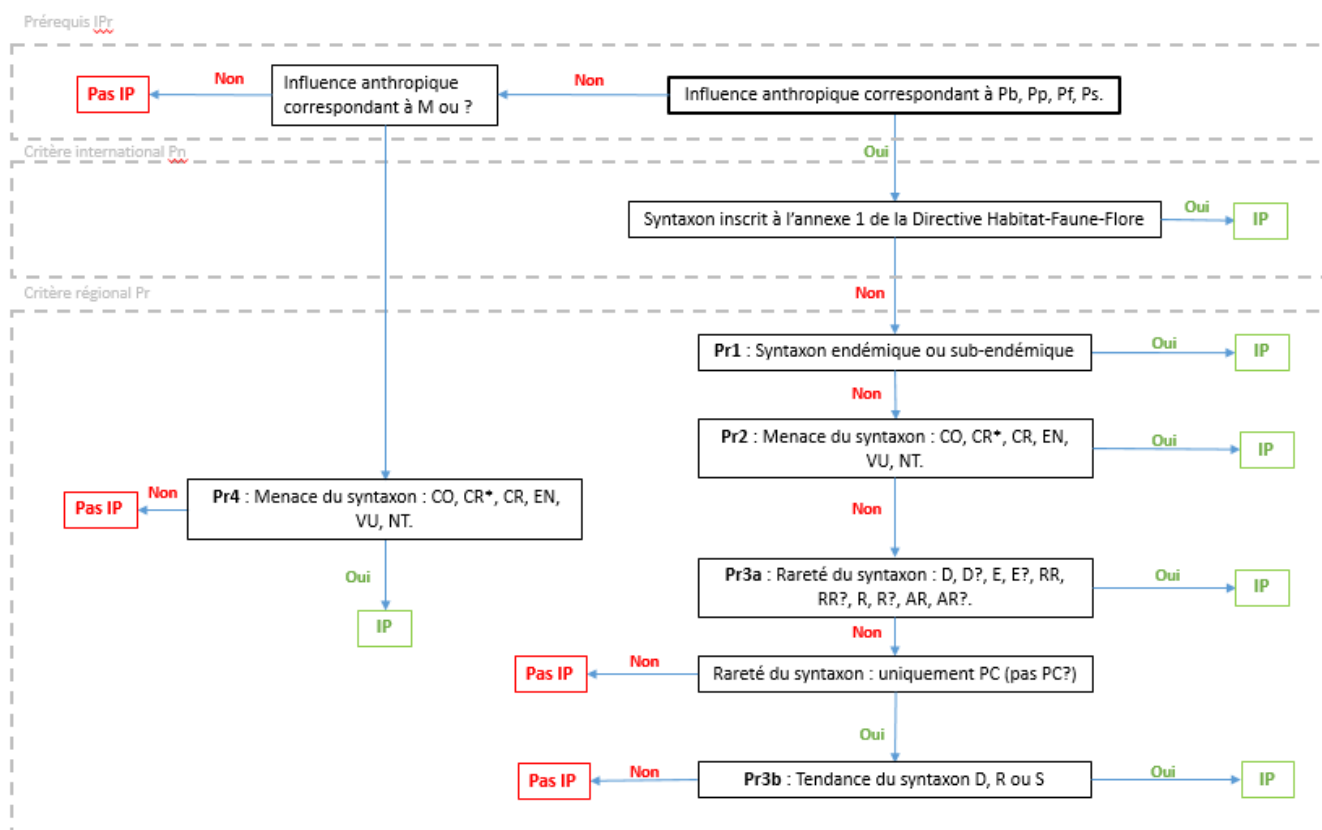 Prérequis IPr
Pas IP
Non
Influence anthropique
correspondant à M ou ?
Non
Influence anthropique correspondant à Pb, Pp, Pf, Ps.
Critère international Pn
Oui
Syntaxon inscrit à l'annexe 1 de la Directive Habitat-Faune-Flore
Oui
IP
Critère régional Pr
Non
Pr1 : Syntaxon endémique ou sub-endémique
Oui
IP
Non
Pr2 : Menace du syntaxon : CO, CR*, CR, EN,
VU, NT.
Oui
IP
Pas IP
Non
Pr4 : Menace du syntaxon : CO, CR*, CR, EN,
VU, NT.
Non
Oui
IP
Pr3a : Rareté du syntaxon : D, D?, E, E?, RR,
RR?, R, R?, AR, AR?.
Oui
IP
Non
Pas IP
Non
Rareté du syntaxon : uniquement PC (pas PC?)
Oui
Pas IP
Non
Pr3b : Tendance du syntaxon D, R ou S
Oui
IP